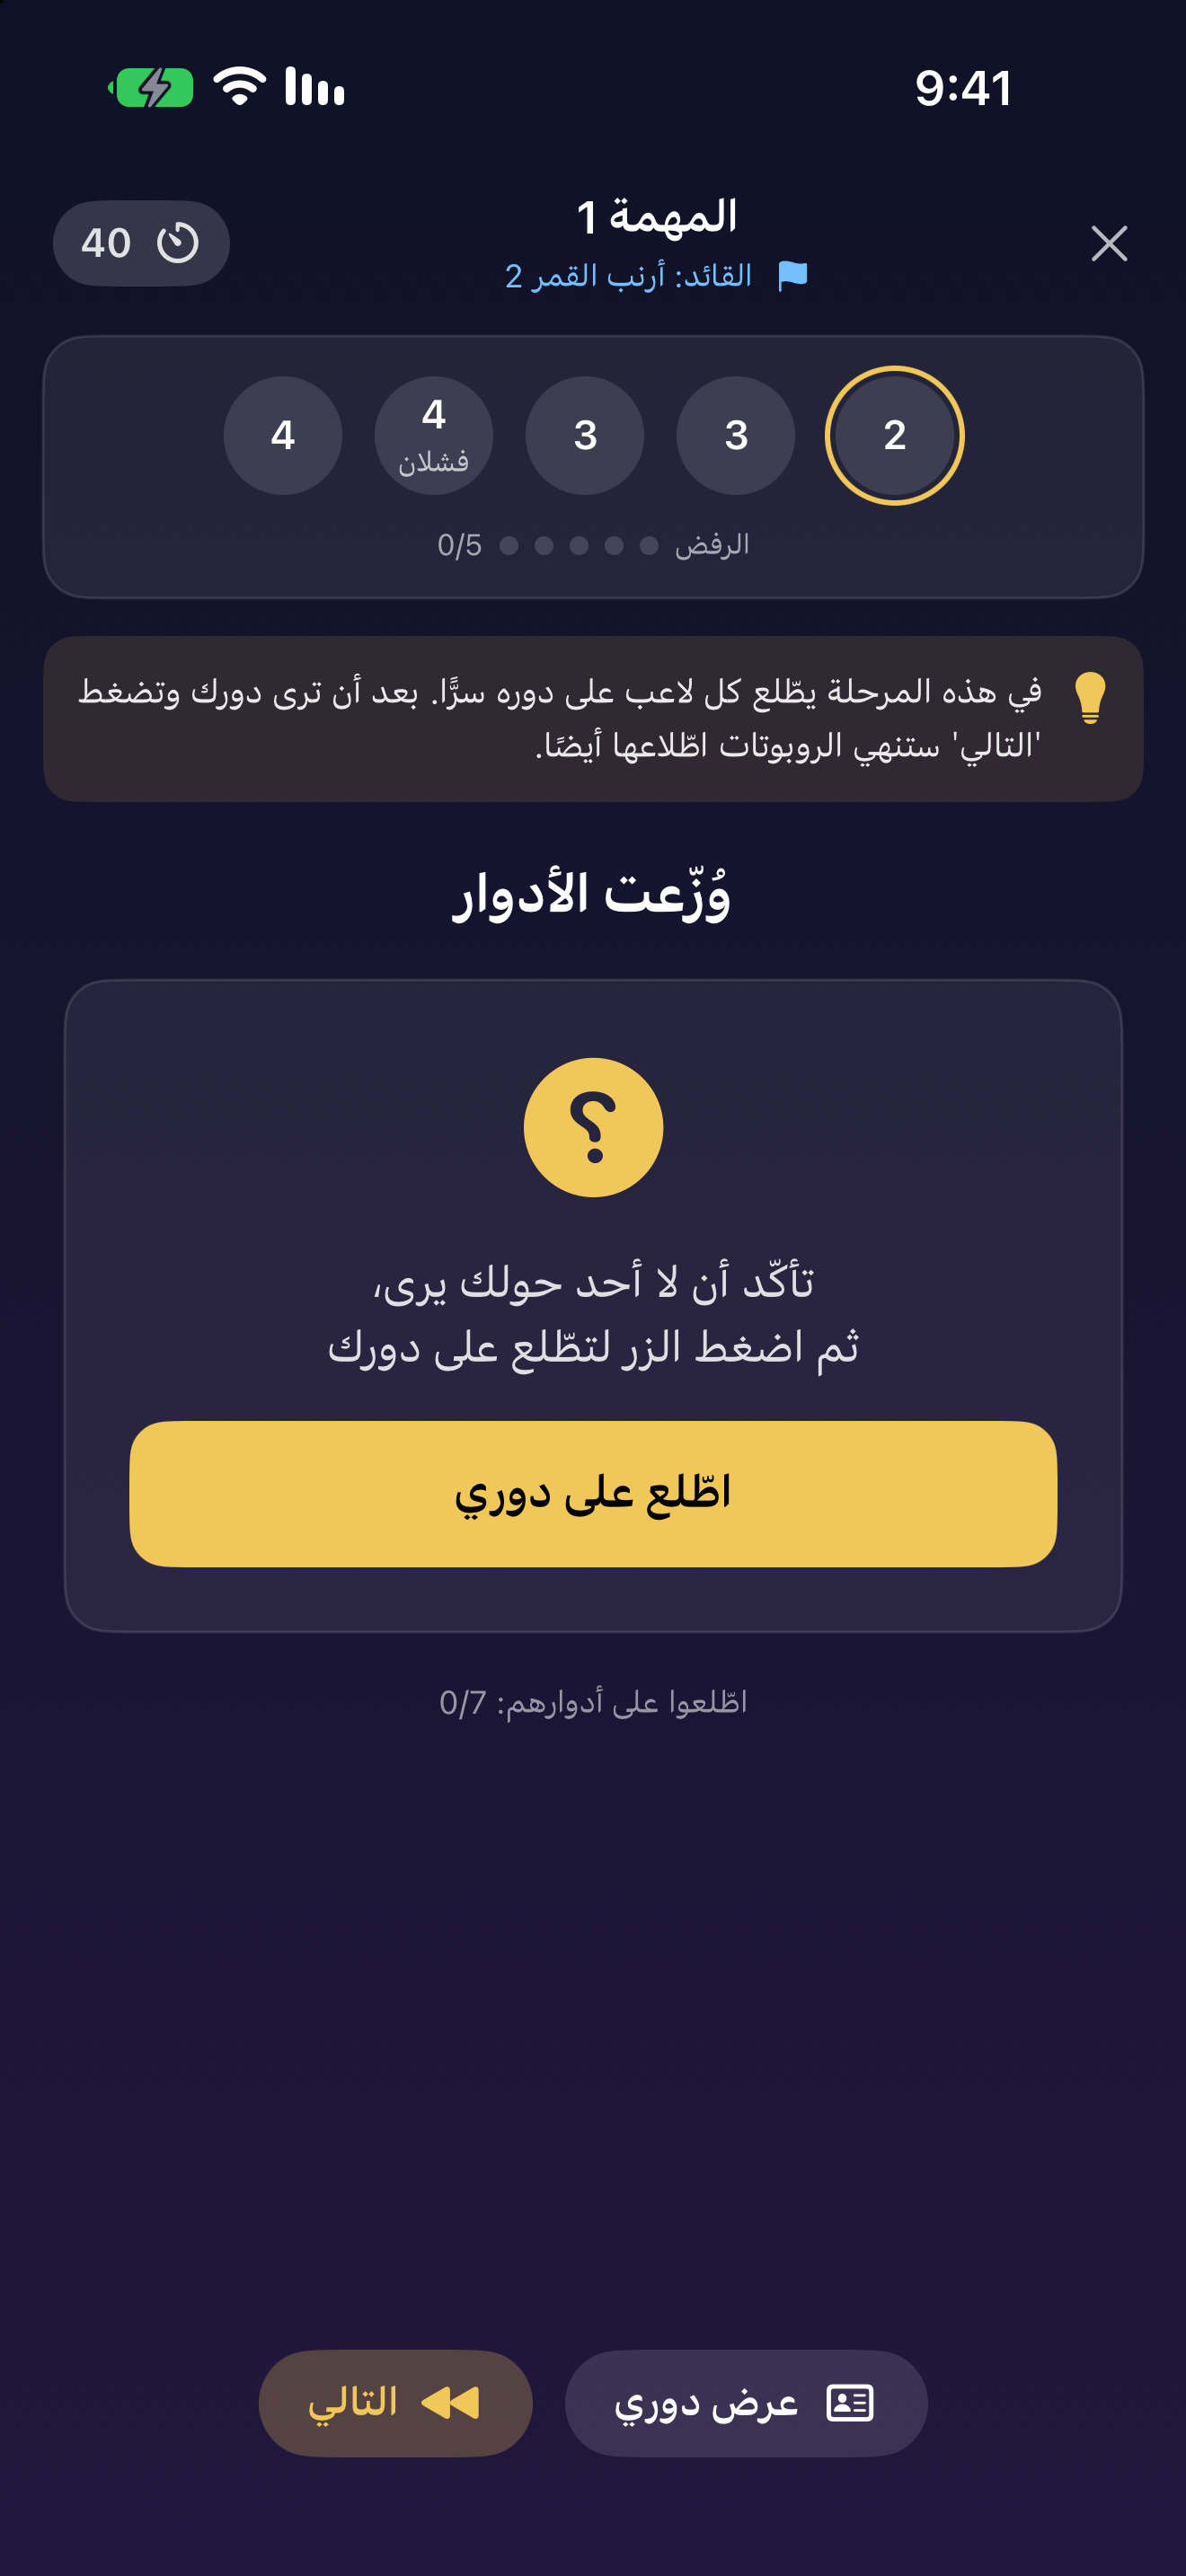 9:41
المهمة 1
القائد: أرنب القمر 2
40
2
3
3
4
فشلان
4
الرفض
0/5
في هذه المرحلة يطّلع كل لاعب على دوره سرًّا. بعد أن ترى دورك وتضغط
'التالي' ستنهي الروبوتات اطّلاعها أيضًا.
وُزّعت الأدوار
؟
تأكّد أن لا أحد حولك يرى،
ثم اضغط الزر لتطّلع على دورك
اطّلع على دوري
اطّلعوا على أدوارهم: 0/7
عرض دوري
التالي